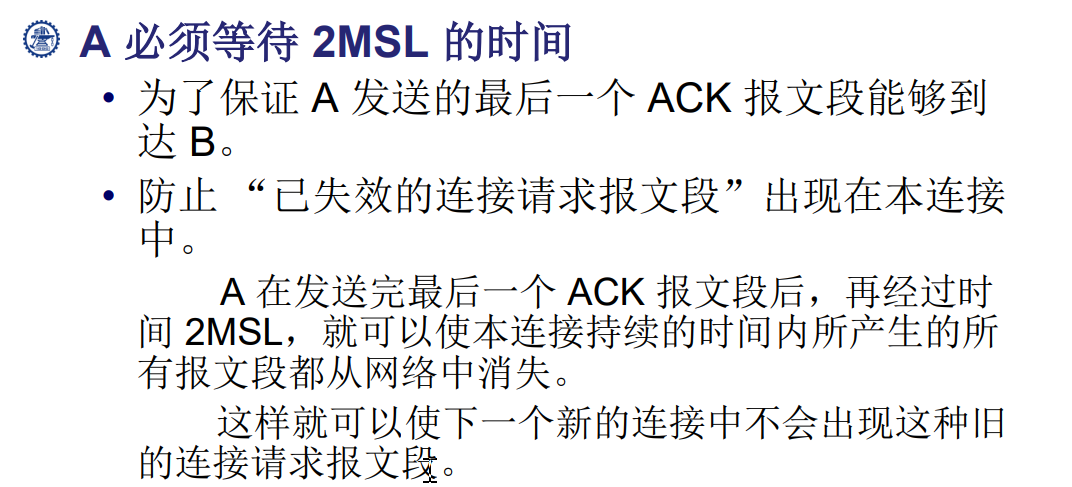 A 必须等待 2MSL 的时间
• 为了保证 A 发送的最后一个 ACK 报文段能够到
达 B。
• 防止 “已失效的连接请求报文段”出现在本连接
中。
A 在发送完最后一个 ACK 报文段后，再经过时
间 2MSL，就可以使本连接持续的时间内所产生的所
有报文段都从网络中消失。
这样就可以使下一个新的连接中不会出现这种旧
的连接请求报文段。